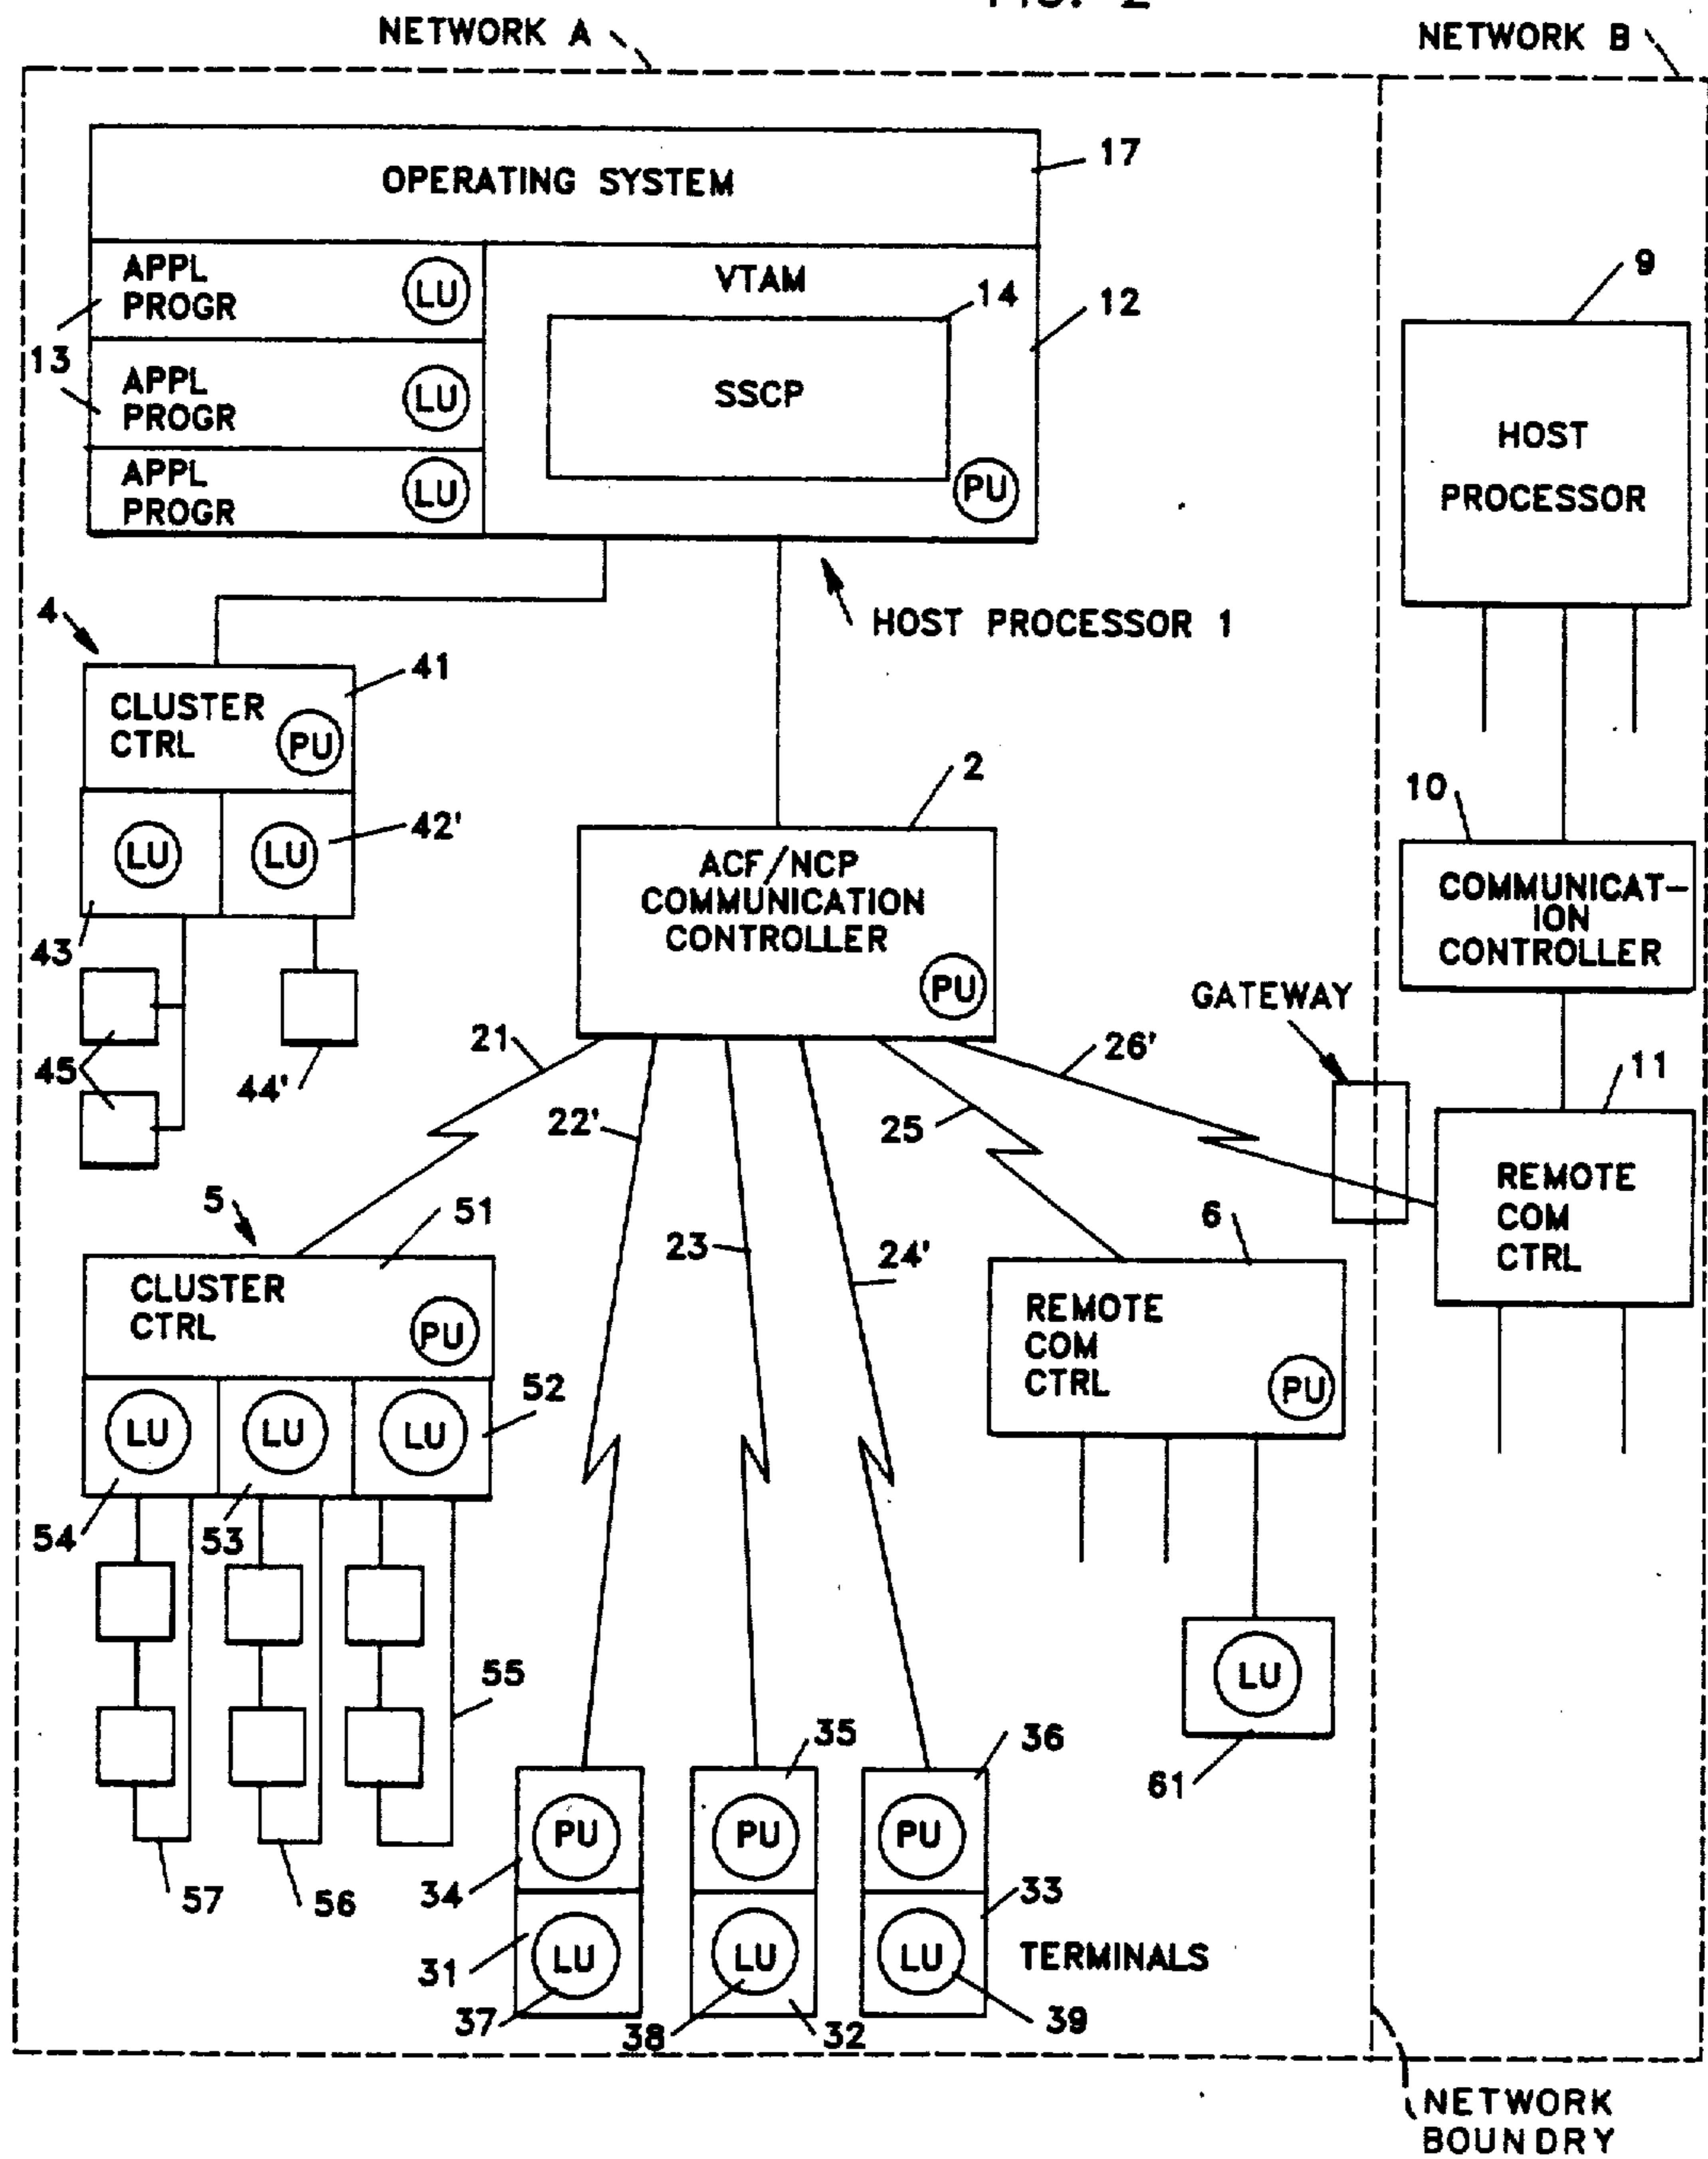 NETWORK A
NETWORK B
OPERATING SYSTEM
17
APPL
PROGR
LU
VTAM
14
12
9
13
APPL
PROGR
LU
SSCP
HOST
PROCESSOR
APPL
PROGR
LU
PU
4
HOST PROCESSOR 1
41
CLUSTER
CTRL
PU
2
10
LU
LU
42'
ACF/NCP
COMMUNICATION
CONTROLLER
PU
COMMUNICAT-
ION
CONTROLLER
43
GATEWAY
45
44'
21
26'
11
22'
25
REMOTE
COM
CTRL
5
51
23
24'
6
CLUSTER
CTRL
PU
REMOTE
COM
CTRL
PU
LU
LU
LU
52
54
53
55
LU
61
35
36
PU
PU
PU
57
56
34
33
LU
LU
LU
TERMINALS
31
37
38
32
39
NETWORK
BOUNDRY